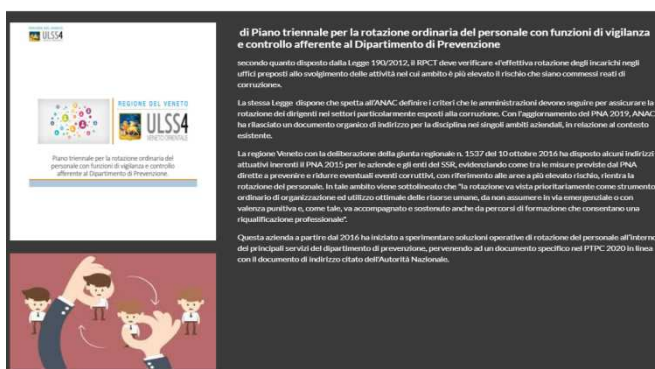 ULSS4
REGIONE DEL VENETO
ULSS4
VENETO ORIENTALE
Piano triennale per la rotazione ordinaria del
personale con funzioni di vigilanza e controllo
afferente al Dipartimento di Prevenzione.
di Piano triennale per la rotazione ordinaria del personale con funzioni di vigilanza
e controllo afferente al Dipartimento di Prevenzione
secondo quanto disposto dalla Legge 190/2012, il RPCT deve verificare «l'effettiva rotazione degli incarichi negli
uffici preposti allo svolgimento delle attività nel cui ambito è più elevato il rischio che siano commessi reati di
corruzione».
La stessa Legge dispone che spetta all'ANAC definire i criteri che le amministrazioni devono seguire per assicurare la
rotazione dei dirigenti nei settori particolarmente esposti alla corruzione. Con l'aggiornamento del PNA 2019, ANAC
ha rilasciato un documento organico di indirizzo per la disciplina nei singoli ambiti aziendali, in relazione al contesto
esistente.
La regione Veneto con la deliberazione della giunta regionale n. 1537 del 10 ottobre 2016 ha disposto alcuni indirizzi
attuativi inerenti il PNA 2015 per le aziende e gli enti del SSR, evidenziando come tra le misure previste dal PNA
dirette a prevenire e ridurre eventuali eventi corruttivi, con riferimento alle aree a più elevato rischio, rientra la
rotazione del personale. In tale ambito viene sottolineato che "la rotazione va vista prioritariamente come strumento
ordinario di organizzazione ed utilizzo ottimale delle risorse umane, da non assumere in via emergenziale o con
valenza punitiva e, come tale, va accompagnato e sostenuto anche da percorsi di formazione che consentano una
riqualificazione professionale".
Questa azienda a partire dal 2016 ha iniziato a sperimentare soluzioni operative di rotazione del personale all'interno
dei principali servizi del dipartimento di prevenzione, pervenendo ad un documento specifico nel PTPC 2020 in linea
con il documento di indirizzo citato dell'Autorità Nazionale.